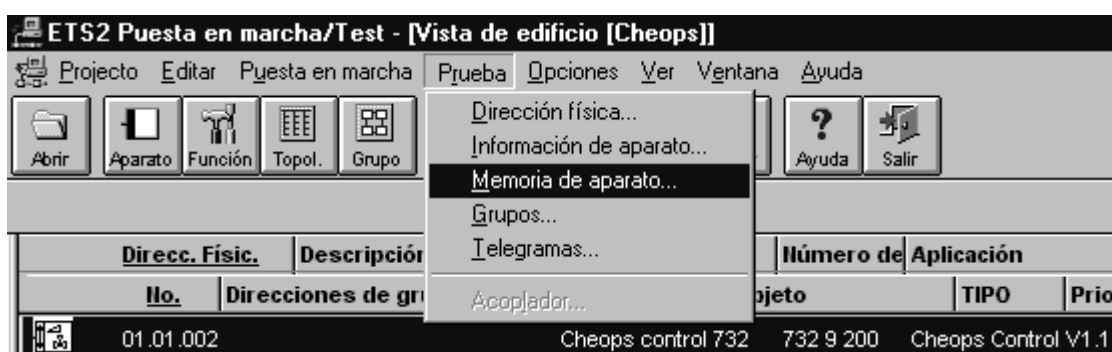 ETS2 Puesta en marcha/Test - [Vista de edificio [Cheops]]
Projecto Editar Puesta en marcha Prueba Opciones Ver Ventana Ayuda
Abrir Aparato Función Topol. Grupo Ayuda Salir
Dirección física...
Información de aparato...
Memoria de aparato...
Grupos...
Telegramas...
Acoplador...
Direcc. Físic. Descripción Número de Aplicación
No. Direcciones de gru bjeto TIPO Prio
01.01.002 Cheops control 732 732 9 200 Cheops Control V1.1